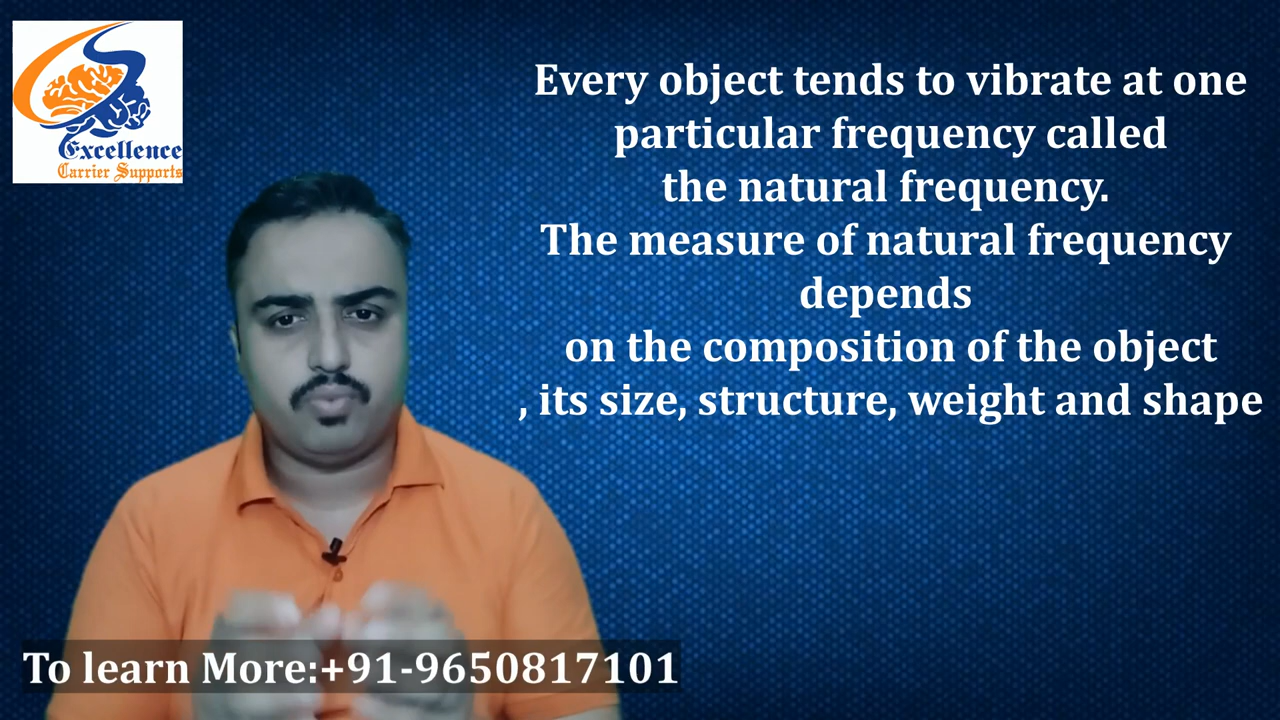 Excellence
Carrier Supports
Every object tends to vibrate at one
particular frequency called
the natural frequency.
The measure of natural frequency
depends
on the composition of the object
, its size, structure, weight and shape
To learn More:+91-9650817101